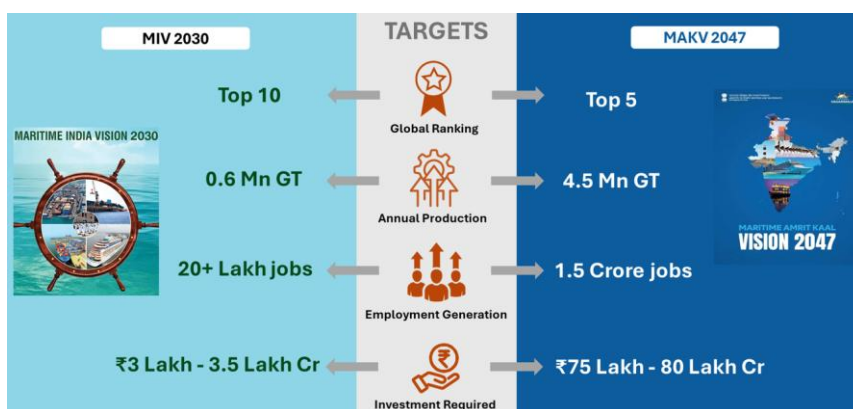 MIV 2030
TARGETS
MAKV 2047
Top 10
Top 5
Global Ranking
MARITIME INDIA VISION 2030
0.6 Mn GT
4.5 Mn GT
Annual Production
MARITIME AMRIT KAAL
VISION 2047
20+ Lakh jobs
1.5 Crore jobs
Employment Generation
₹3 Lakh - 3.5 Lakh Cr
₹75 Lakh - 80 Lakh Cr
₹
Investment Required